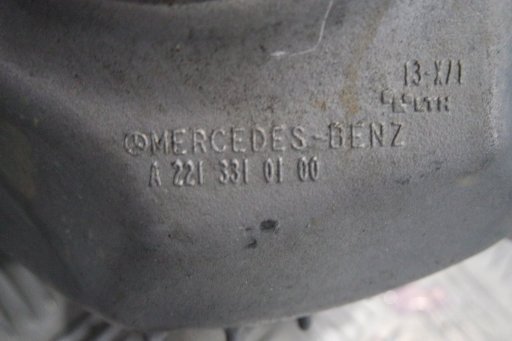 13-X/1
MERCEDES-BENZ
A 221 331 01 00